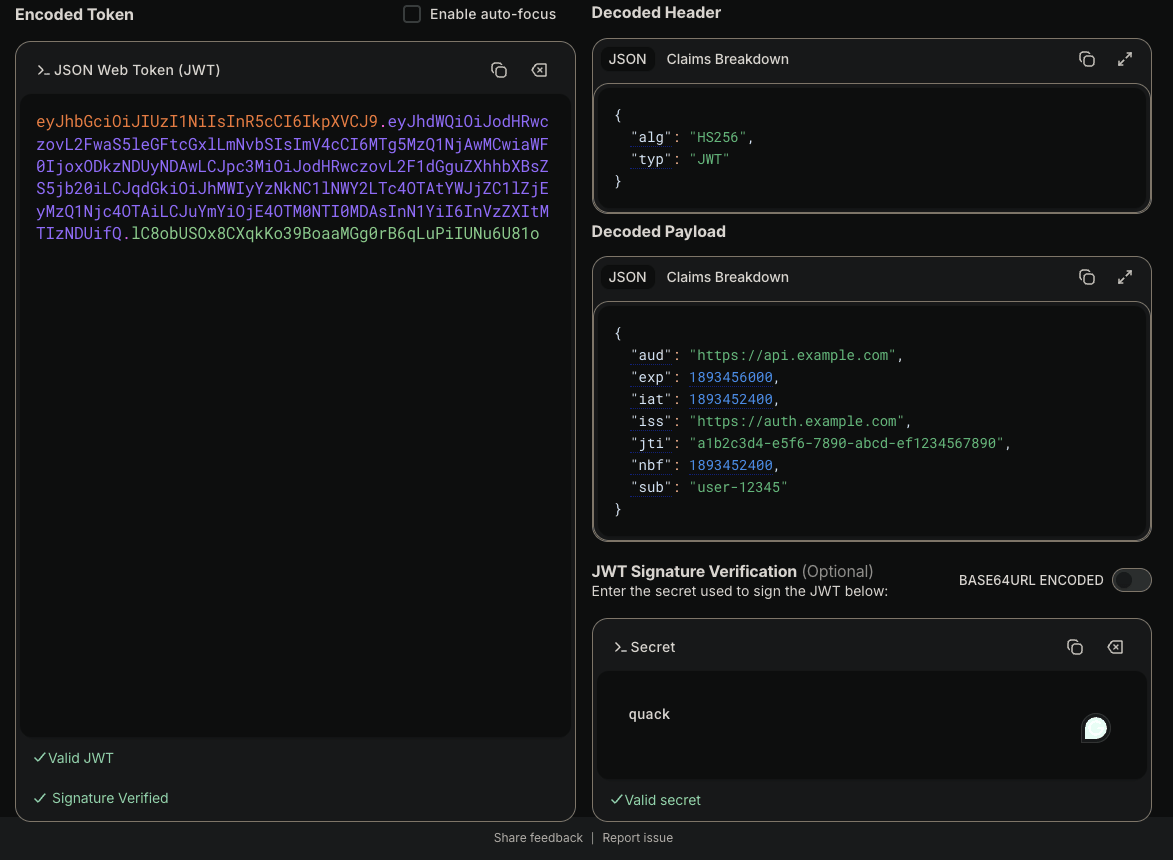 Encoded Token
Enable auto-focus
JSON Web Token (JWT)
eyJhbGciOiJIUzI1NiIsInR5cCI6IkpXVCJ9.eyJhdWQiOiJodHRwc
zovL2FwaS5leGFtcGxlLmNvbSIsImV4cCI6MTg5MzQ1NjAwMCwiaWF
0IjoxODkzNDUyNDAwLCJpc3MiOiJodHRwczovL2F1dGguZXhhbXBsZ
S5jb20iLCJqdGkiOiJhMWIyYzNkNC1lNWY2LTc4OTAtYWJjZC1lZjE
yMzQ1Njc4OTAiLCJuYmYiOjE4OTM0NTI0MDAsInN1YiI6InVzZXItM
TIzNDUifQ.lC8obUSOx8CXqkKo39BoaaMGg0rB6qLuPiIUNu6U81o
Valid JWT
Signature Verified
Decoded Header
JSON Claims Breakdown
{
"alg": "HS256",
"typ": "JWT"
}
Decoded Payload
JSON Claims Breakdown
{
"aud": "https://api.example.com",
"exp": 1893456000,
"iat": 1893452400,
"iss": "https://auth.example.com",
"jti": "a1b2c3d4-e5f6-7890-abcd-ef1234567890",
"nbf": 1893452400,
"sub": "user-12345"
}
JWT Signature Verification (Optional)
Enter the secret used to sign the JWT below:
BASE64URL ENCODED
Secret
quack
Valid secret
Share feedback | Report issue